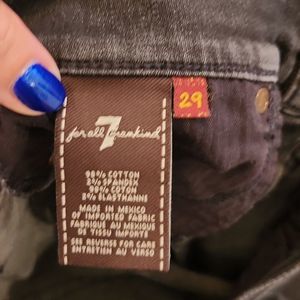 7
for all mankind
29
98% COTTON
2% SPANDEX
98% COTON
2% ELASTHANNE
MADE IN MEXICO
OF IMPORTED FABRIC
FABRIQUE AU MEXIQUE
DE TISSU IMPORTE
SEE REVERSE FOR CARE
ENTRETIEN AU VERSO